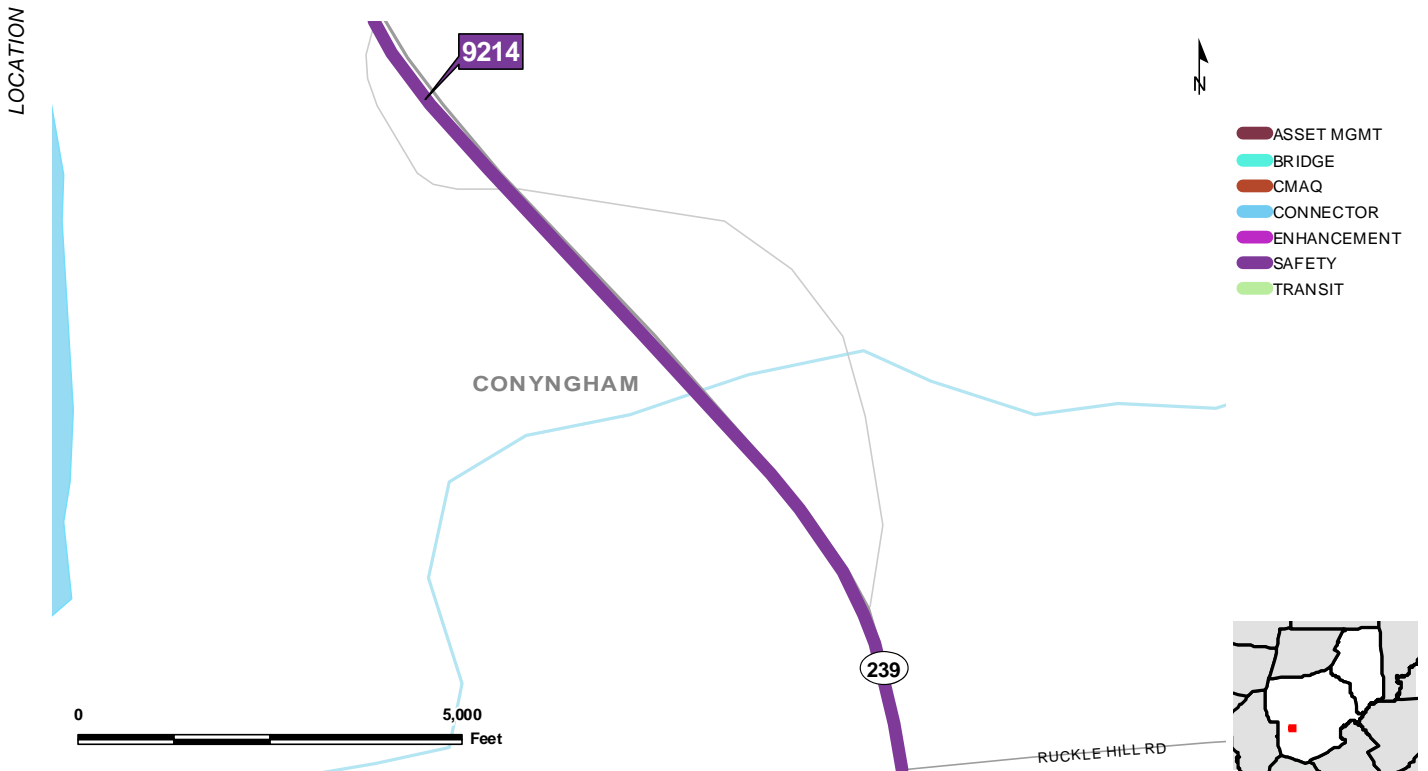 LOCATION
9214
N
ASSET MGMT
BRIDGE
CMAQ
CONNECTOR
ENHANCEMENT
SAFETY
TRANSIT
CONYNGHAM
239
0 5,000
Feet
RUCKLE HILL RD